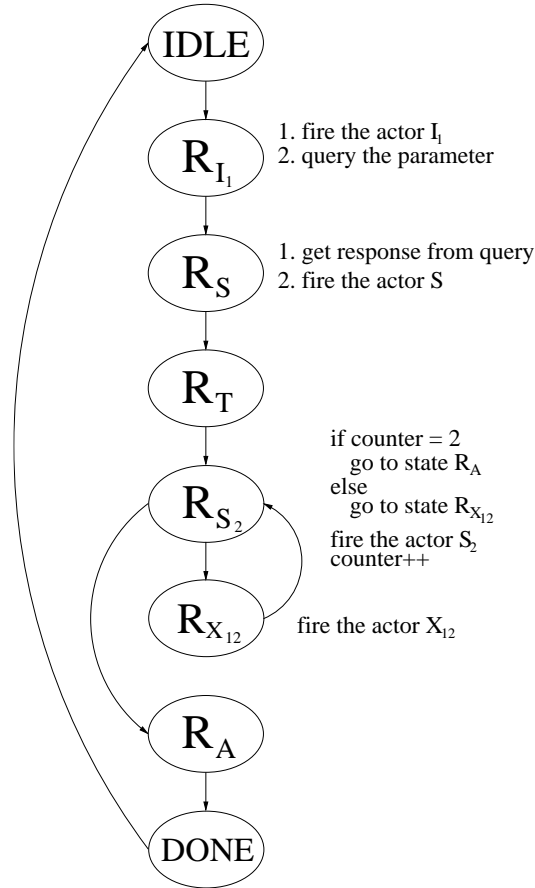 IDLE
R_{I_1}
1. fire the actor I_1
2. query the parameter
R_S
1. get response from query
2. fire the actor S
R_T
R_{S_2}
if counter = 2
go to state R_A
else
go to state R_{X_{12}}
fire the actor S_2
counter++
R_{X_{12}}
fire the actor X_{12}
R_A
DONE